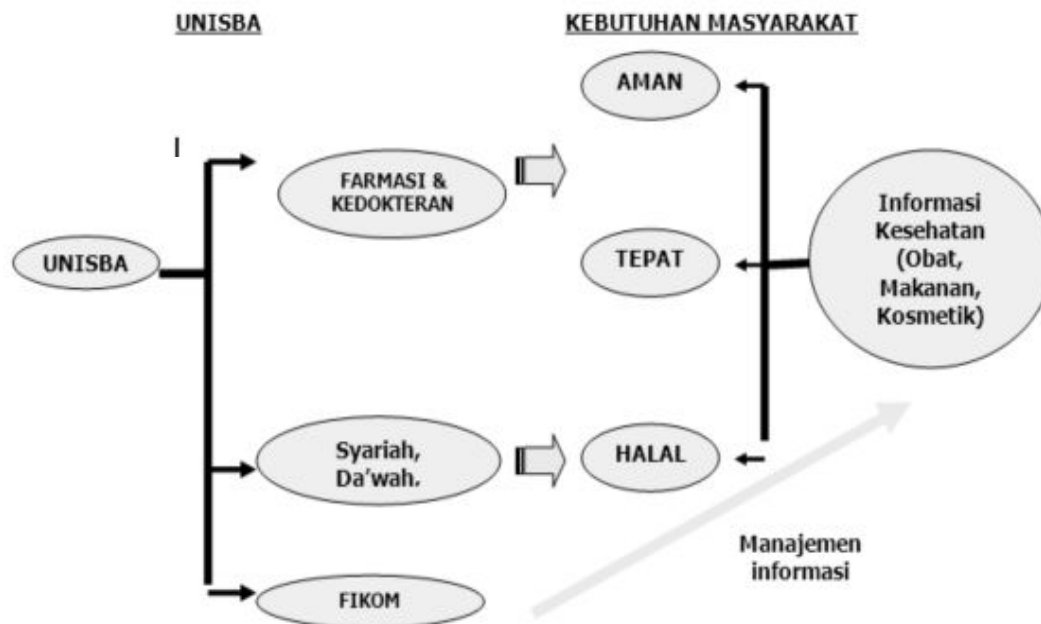 UNISBA
KEBUTUHAN MASYARAKAT
AMAN
FARMASI &
KEDOKTERAN
UNISBA
TEPAT
Informasi
Kesehatan
(Obat,
Makanan,
Kosmetik)
Syariah,
Da'wah.
HALAL
Manajemen
informasi
FIKOM